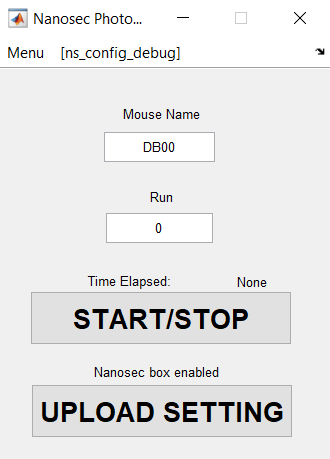 Nanosec Photo...
Menu [ns_config_debug]
Mouse Name
DB00
Run
0
Time Elapsed: None
START/STOP
Nanosec box enabled
UPLOAD SETTING